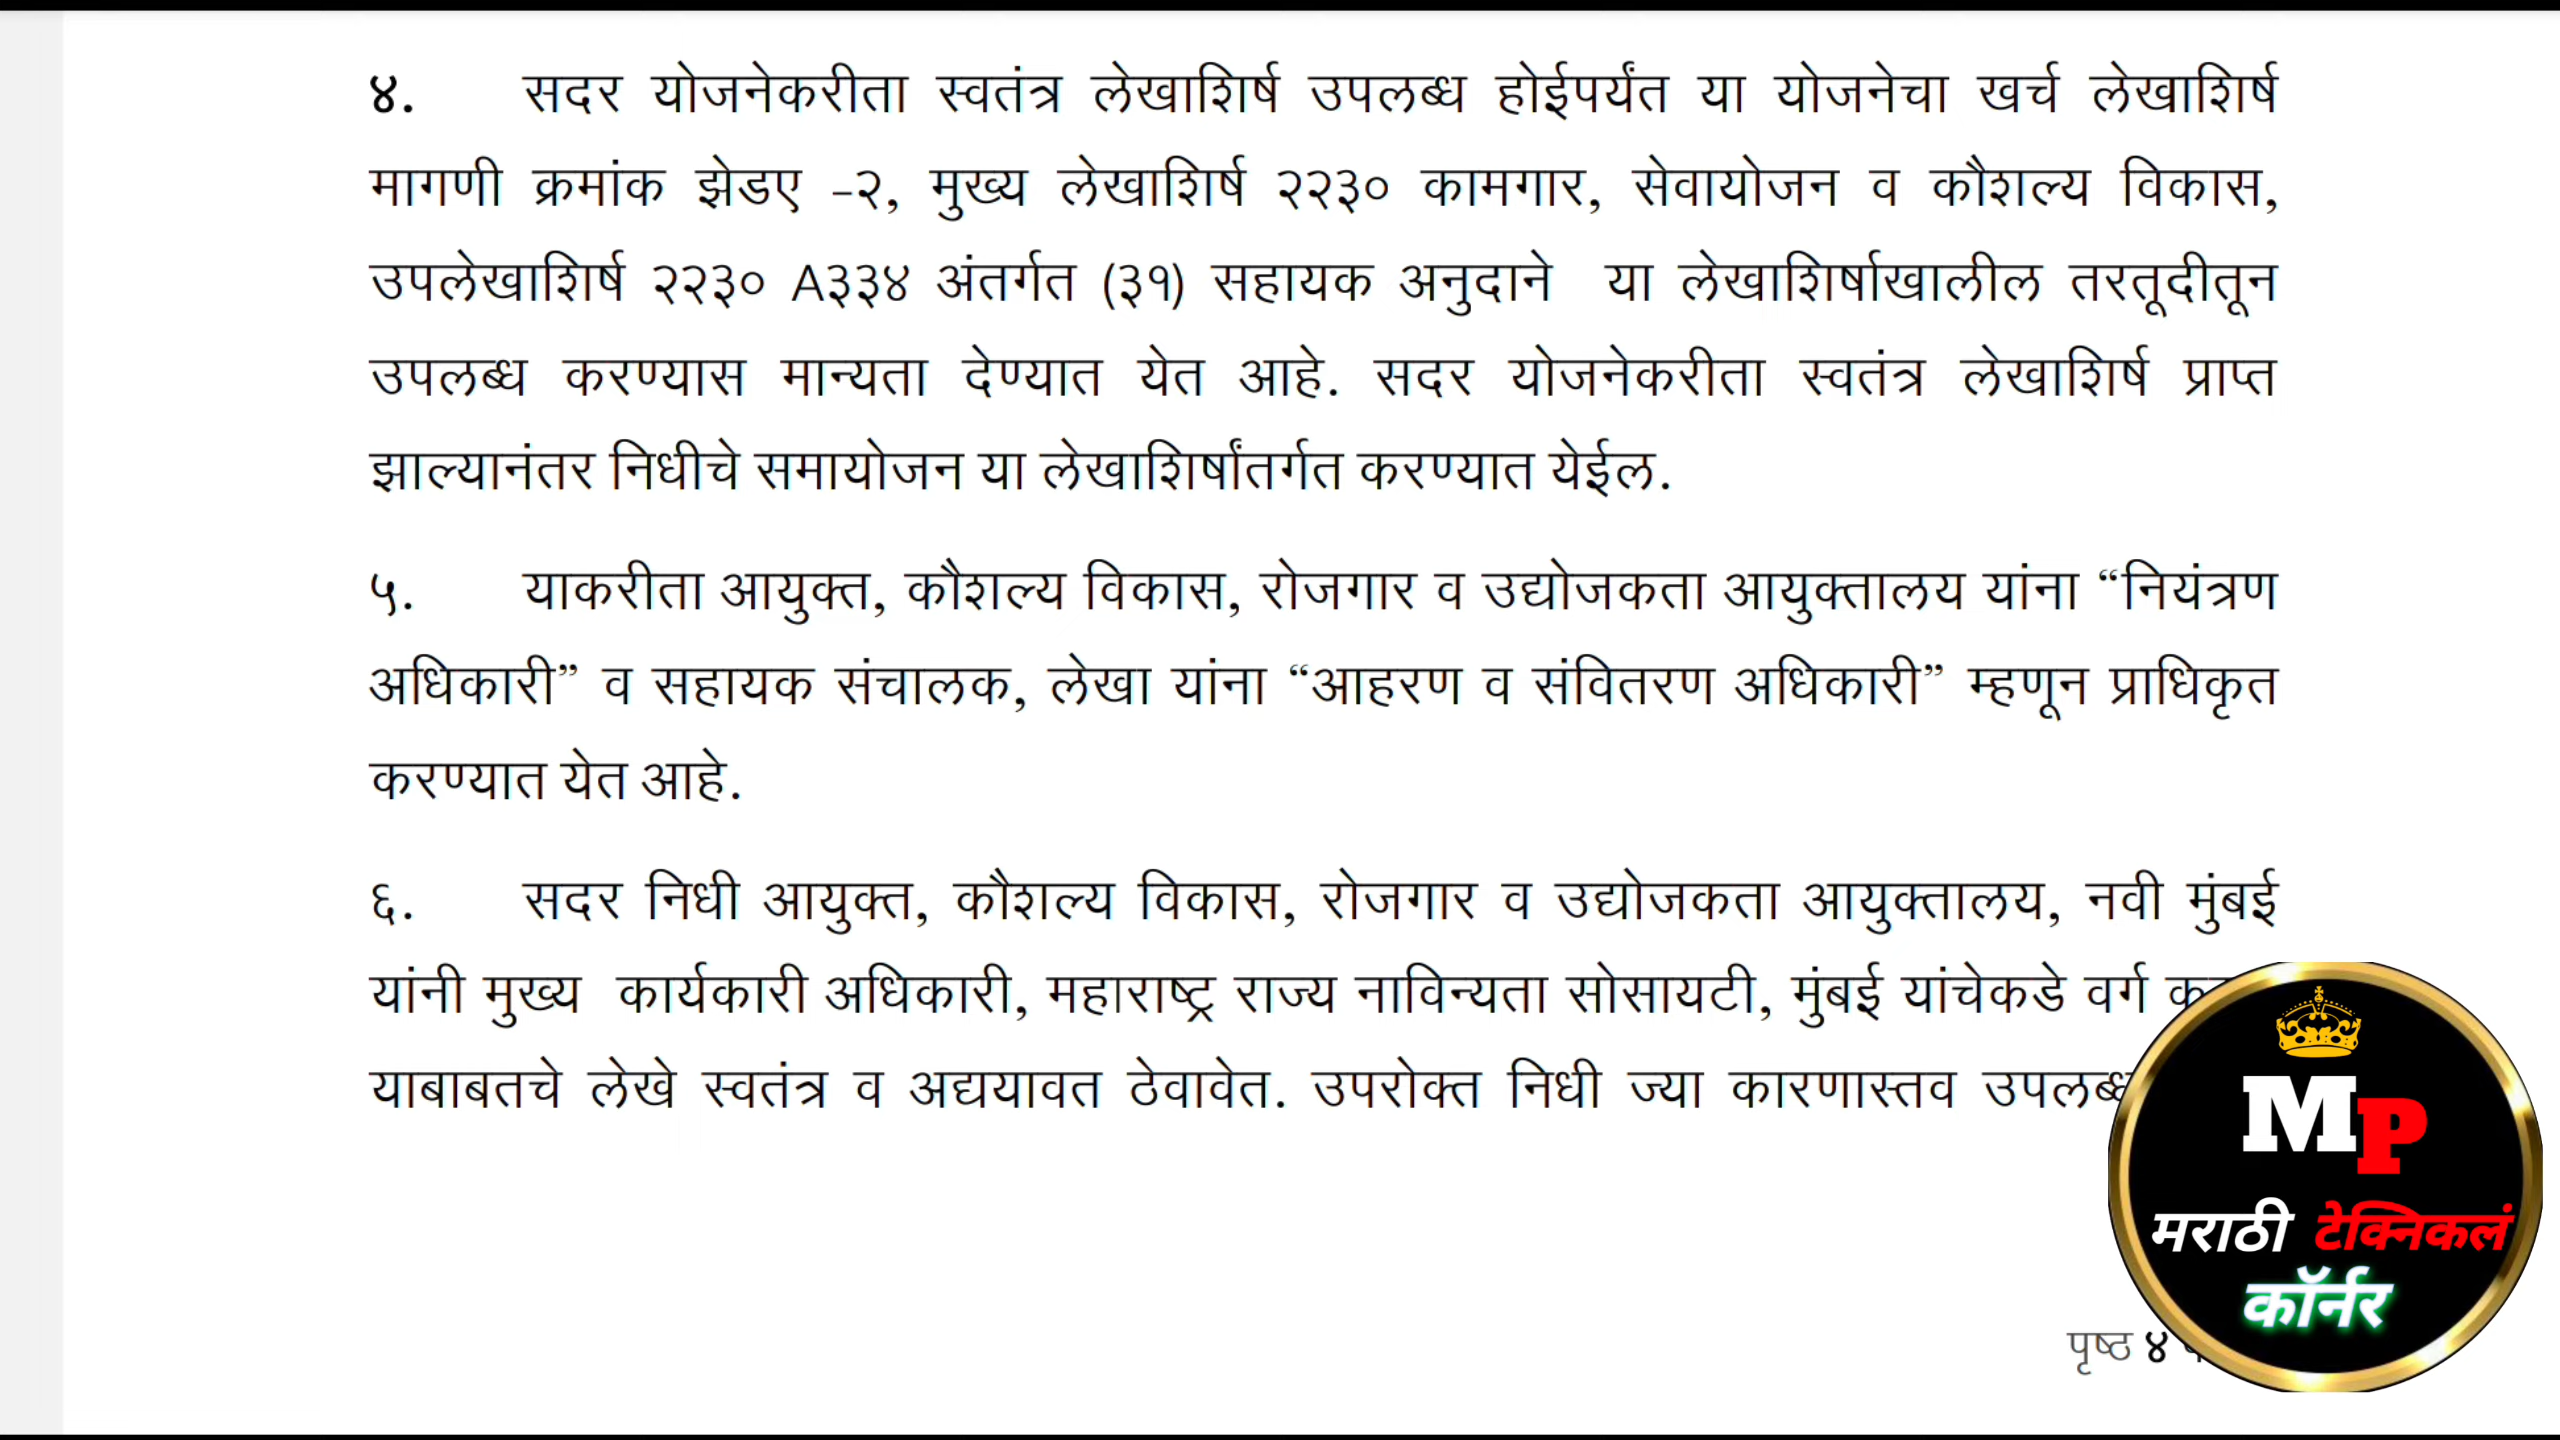 ४. सदर योजनेकरीता स्वतंत्र लेखाशिर्ष उपलब्ध होईपर्यंत या योजनेचा खर्च लेखाशिर्ष
मागणी क्रमांक झेडए -२, मुख्य लेखाशिर्ष २२३० कामगार, सेवायोजन व कौशल्य विकास,
उपलेखाशिर्ष २२३० A३३४ अंतर्गत (३१) सहायक अनुदाने या लेखाशिर्षाखालील तरतूदीतून
उपलब्ध करण्यास मान्यता देण्यात येत आहे. सदर योजनेकरीता स्वतंत्र लेखाशिर्ष प्राप्त
झाल्यानंतर निधीचे समायोजन या लेखाशिर्षांतर्गत करण्यात येईल.
५. याकरीता आयुक्त, कौशल्य विकास, रोजगार व उद्योजकता आयुक्तालय यांना “नियंत्रण
अधिकारी” व सहायक संचालक, लेखा यांना “आहरण व संवितरण अधिकारी” म्हणून प्राधिकृत
करण्यात येत आहे.
६. सदर निधी आयुक्त, कौशल्य विकास, रोजगार व उद्योजकता आयुक्तालय, नवी मुंबई
यांनी मुख्य कार्यकारी अधिकारी, महाराष्ट्र राज्य नाविन्यता सोसायटी, मुंबई यांचेकडे वर्ग
याबाबतचे लेखे स्वतंत्र व अद्ययावत ठेवावेत. उपरोक्त निधी ज्या कारणास्तव उपलब्ध
MP
मराठी टेक्निकलं
कॉर्नर
पृष्ठ ४